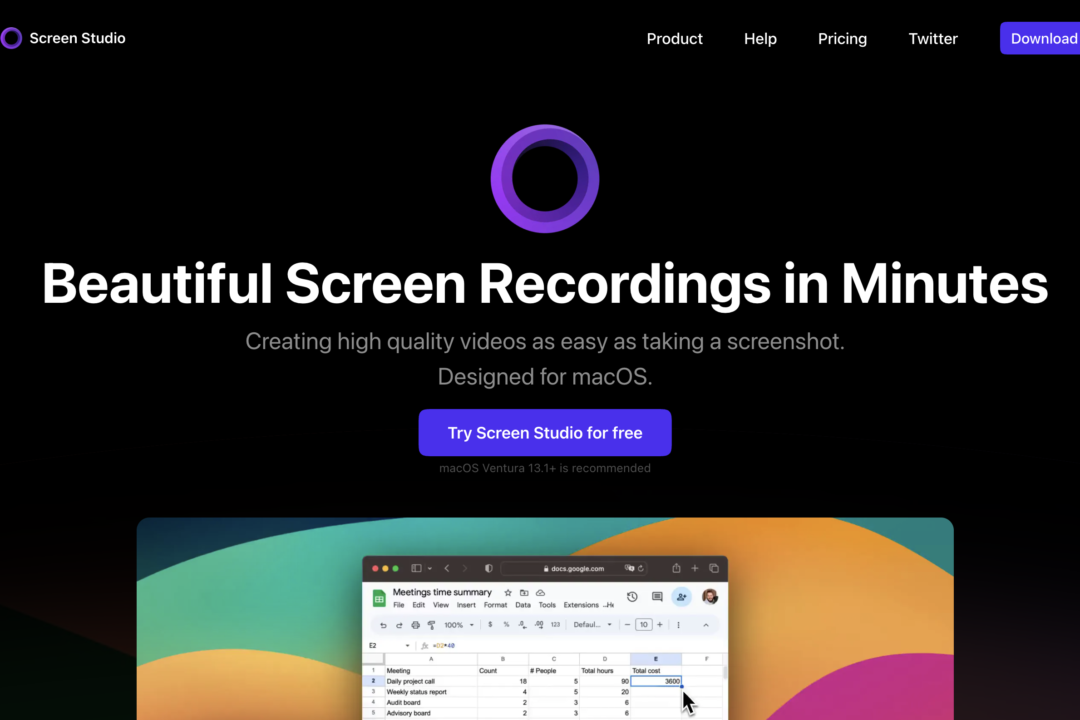 Screen Studio
Product
Help
Pricing
Twitter
Download
Beautiful Screen Recordings in Minutes
Creating high quality videos as easy as taking a screenshot.
Designed for macOS.
Try Screen Studio for free
macOS Ventura 13.1+ is recommended
docs.google.com
Meetings time summary
File Edit View Insert Format Data Tools Extensions
100% $ % .0 .00 123 Defaul... 10
E2 fx =D2*40
A B C D E F
1 Meeting Count # People Total hours Total cost
2 Daily project call 18 5 90 3600
3 Weekly status report 4 5 20
4 Audit board 2 3 6
5 Advisory board 2 3 6